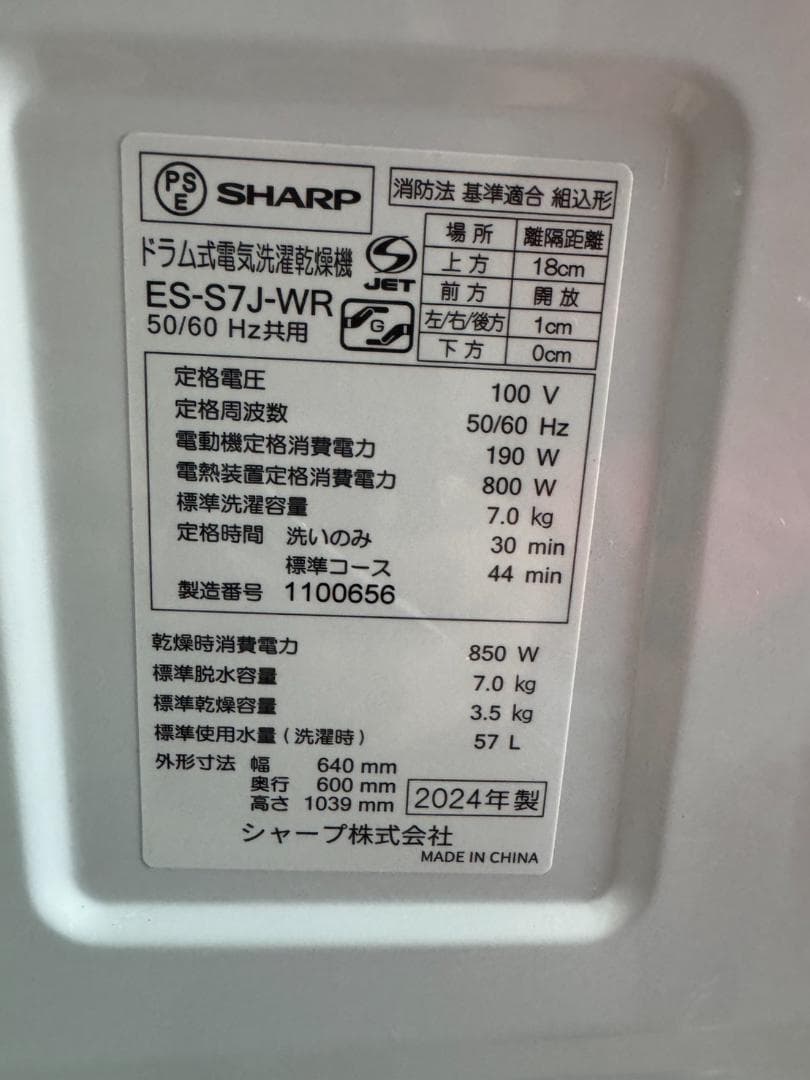 PSE SHARP
消防法 基準適合 組込形
場所 離隔距離
上方 18cm
前方 開放
左/右/後方 1cm
下方 0cm
ドラム式電気洗濯乾燥機
S JET
ES-S7J-WR
G
50/60 Hz共用
定格電圧 100 V
定格周波数 50/60 Hz
電動機定格消費電力 190 W
電熱装置定格消費電力 800 W
標準洗濯容量 7.0 kg
定格時間 洗いのみ 30 min
標準コース 44 min
製造番号 1100656
乾燥時消費電力 850 W
標準脱水容量 7.0 kg
標準乾燥容量 3.5 kg
標準使用水量(洗濯時) 57 L
外形寸法 幅 640 mm
奥行 600 mm
高さ 1039 mm
2024年製
シャープ株式会社
MADE IN CHINA